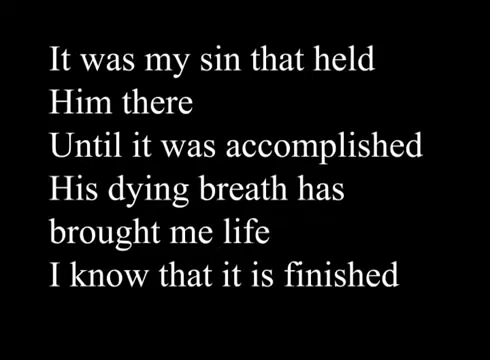 It was my sin that held
Him there
Until it was accomplished
His dying breath has
brought me life
I know that it is finished